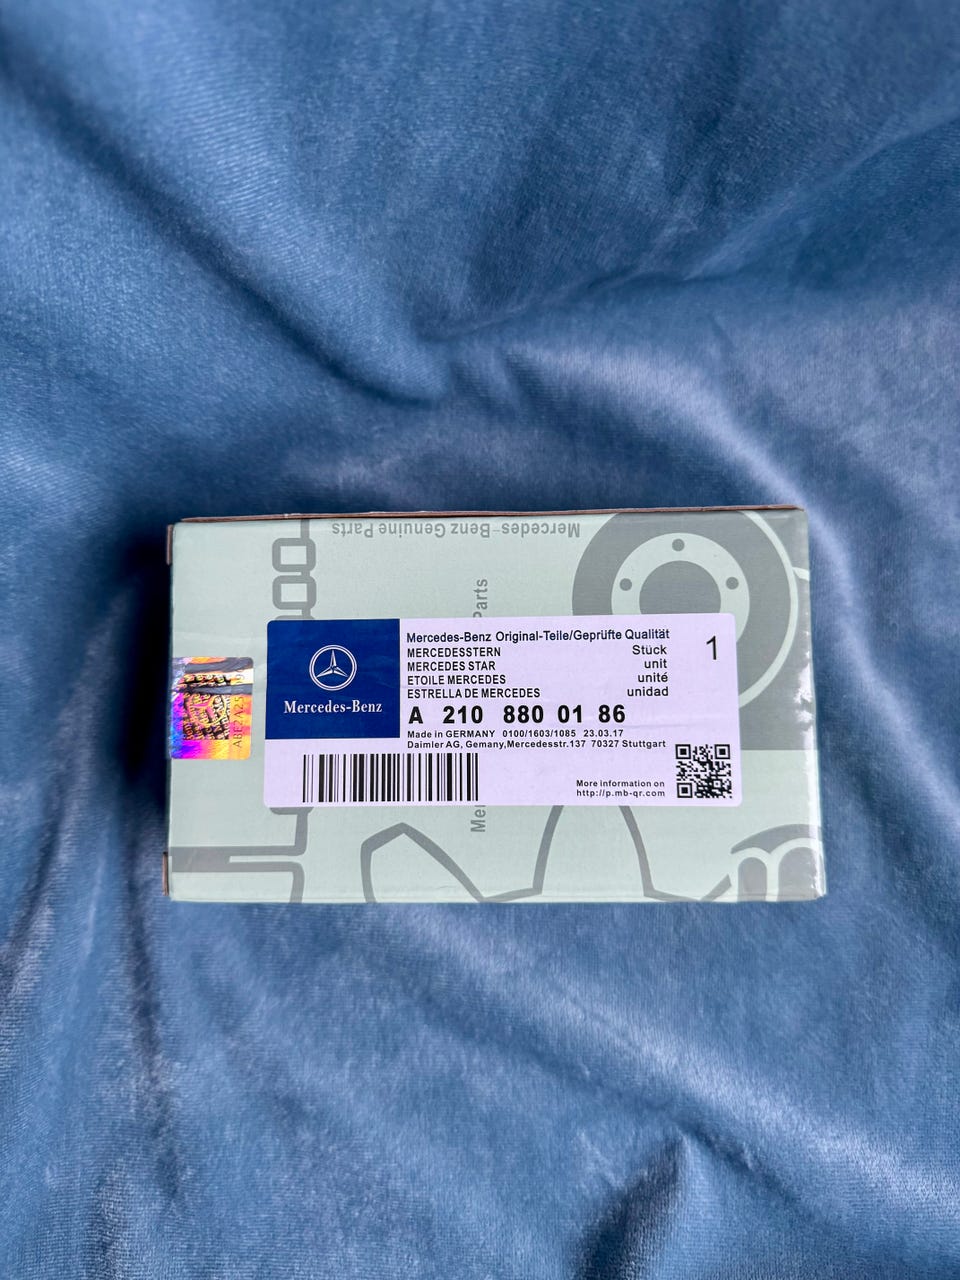 Mercedes-Benz Genuine Parts
Parts
Mercedes-Benz Original-Teile/Geprüfte Qualität
MERCEDESSTERN Stück
MERCEDES STAR unit
ETOILE MERCEDES unité
ESTRELLA DE MERCEDES unidad
1
Mercedes-Benz
A 210 880 01 86
Made in GERMANY 0100/1603/1085 23.03.17
Daimler AG, Gemany,Mercedesstr.137 70327 Stuttgart
More information on
http://p.mb-qr.com
Me